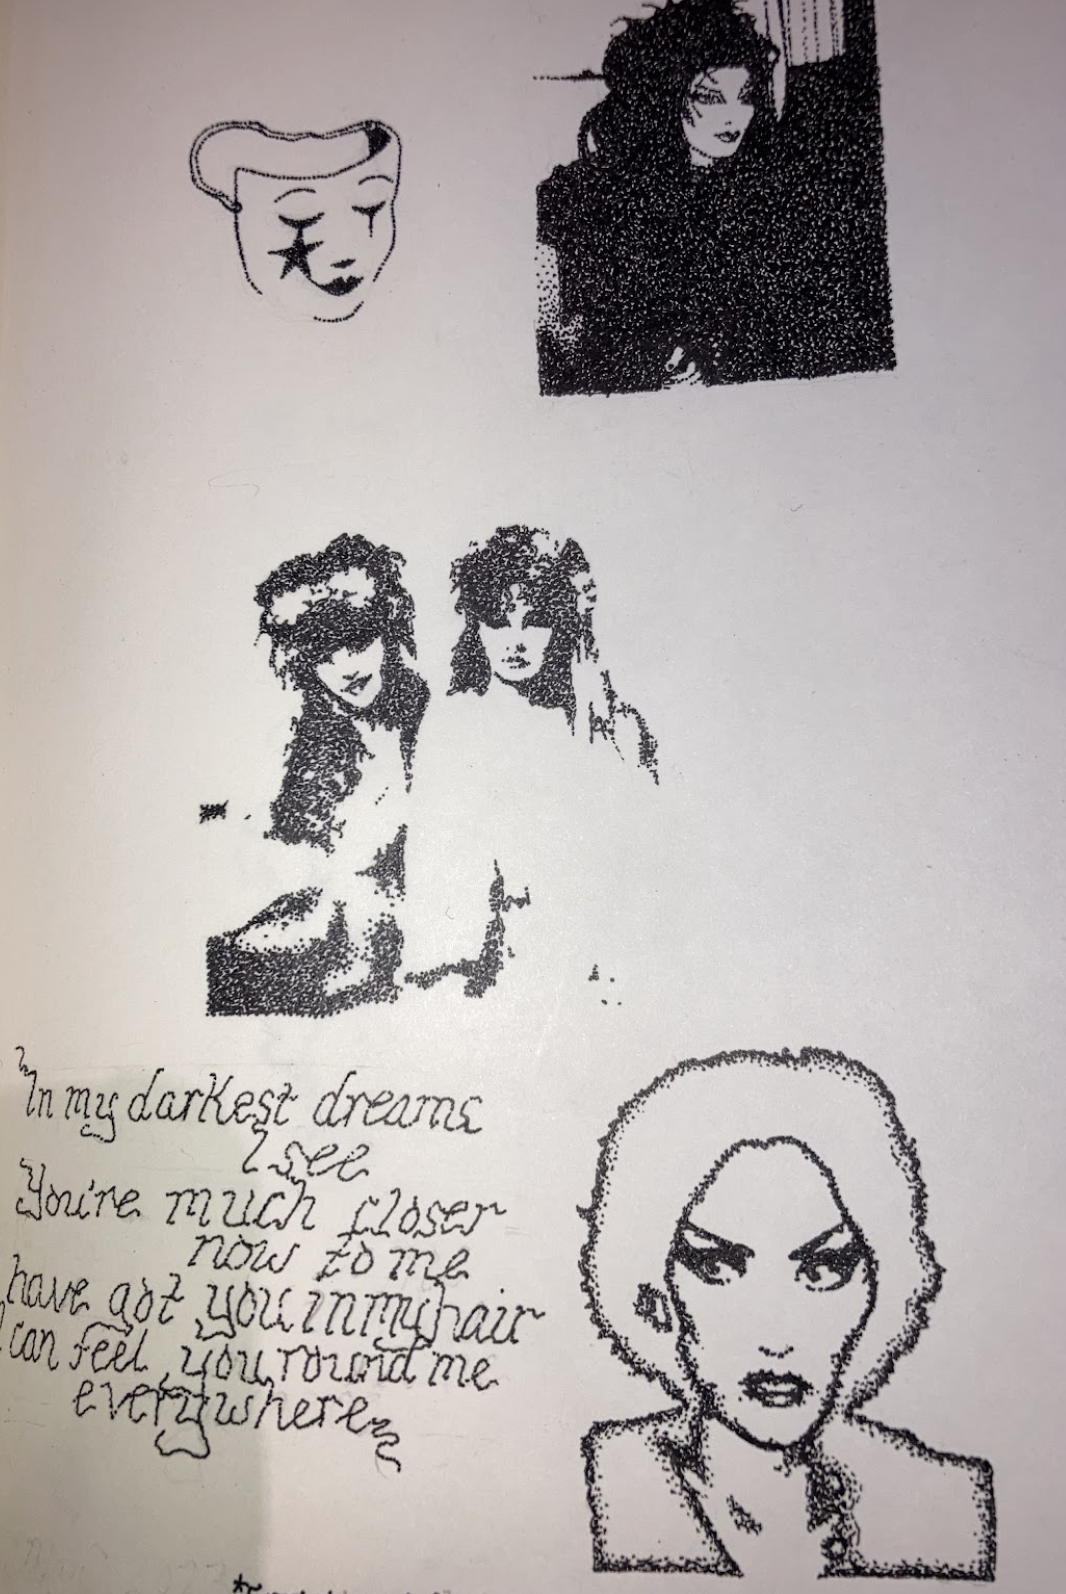 In my darkest dreams
I see
You're much closer
now to me
have got you in my hair
I can feel you round me
everywhere